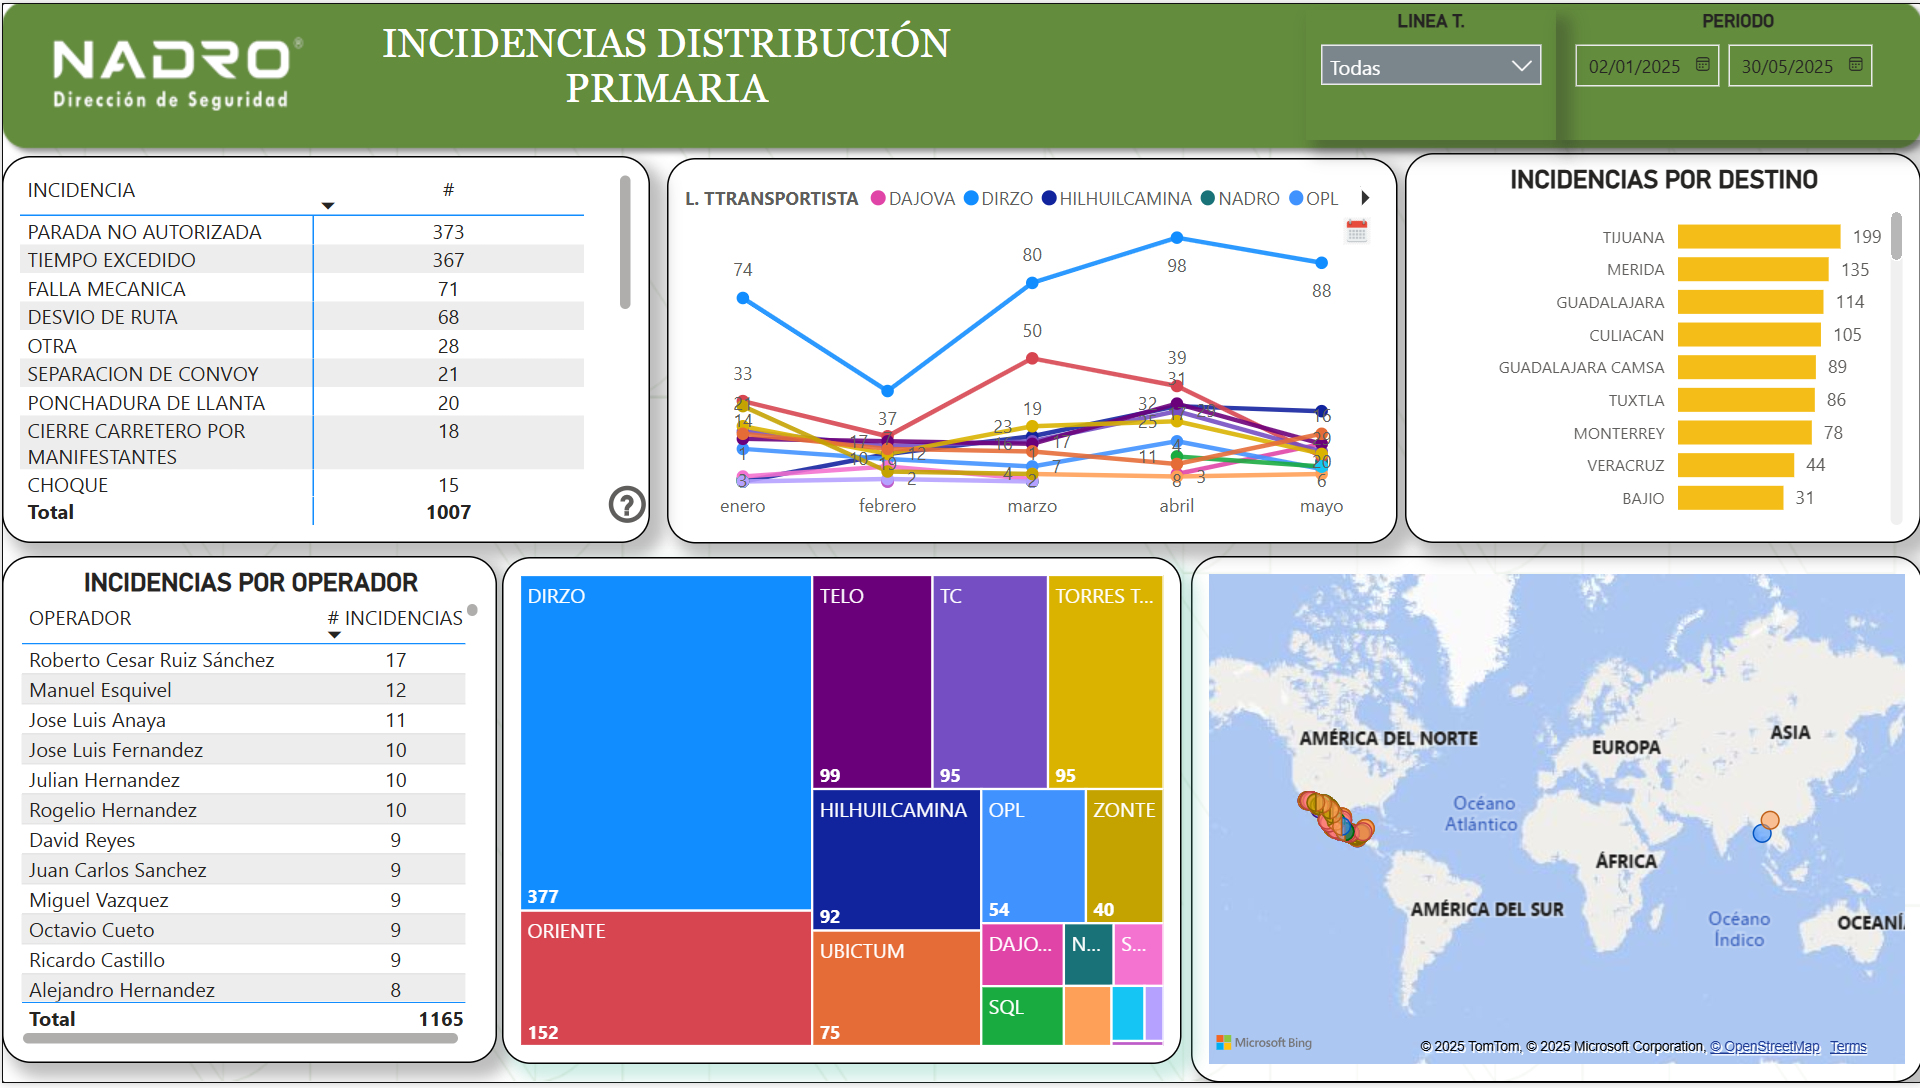 NADRO®
Dirección de Seguridad
INCIDENCIAS DISTRIBUCIÓN
PRIMARIA
LINEA T.
Todas
PERIODO
02/01/2025
30/05/2025
INCIDENCIA #
PARADA NO AUTORIZADA 373
TIEMPO EXCEDIDO 367
FALLA MECANICA 71
DESVIO DE RUTA 68
OTRA 28
SEPARACION DE CONVOY 21
PONCHADURA DE LLANTA 20
CIERRE CARRETERO POR 18
MANIFESTANTES
CHOQUE 15
Total 1007
?
L. TTRANSPORTISTA DAJOVA DIRZO HILHUILCAMINA NADRO OPL
74
80
98
88
33
50
39
31
21
14
37
19
23
32
25
16
17
17
10
12
19
2
1
3
4
7
2
11
4
8
3
20
6
enero febrero marzo abril mayo
INCIDENCIAS POR DESTINO
TIJUANA 199
MERIDA 135
GUADALAJARA 114
CULIACAN 105
GUADALAJARA CAMSA 89
TUXTLA 86
MONTERREY 78
VERACRUZ 44
BAJIO 31
INCIDENCIAS POR OPERADOR
OPERADOR # INCIDENCIAS
Roberto Cesar Ruiz Sánchez 17
Manuel Esquivel 12
Jose Luis Anaya 11
Jose Luis Fernandez 10
Julian Hernandez 10
Rogelio Hernandez 10
David Reyes 9
Juan Carlos Sanchez 9
Miguel Vazquez 9
Octavio Cueto 9
Ricardo Castillo 9
Alejandro Hernandez 8
Total 1165
DIRZO
377
ORIENTE
152
TELO
99
TC
95
TORRES T...
95
HILHUILCAMINA
92
OPL
54
ZONTE
40
UBICTUM
75
DAJO...
N...
S...
SQL
AMÉRICA DEL NORTE
EUROPA
ASIA
Océano
Atlántico
ÁFRICA
AMÉRICA DEL SUR
Océano
Índico
OCEANÍ
Microsoft Bing
© 2025 TomTom, © 2025 Microsoft Corporation, © OpenStreetMap Terms